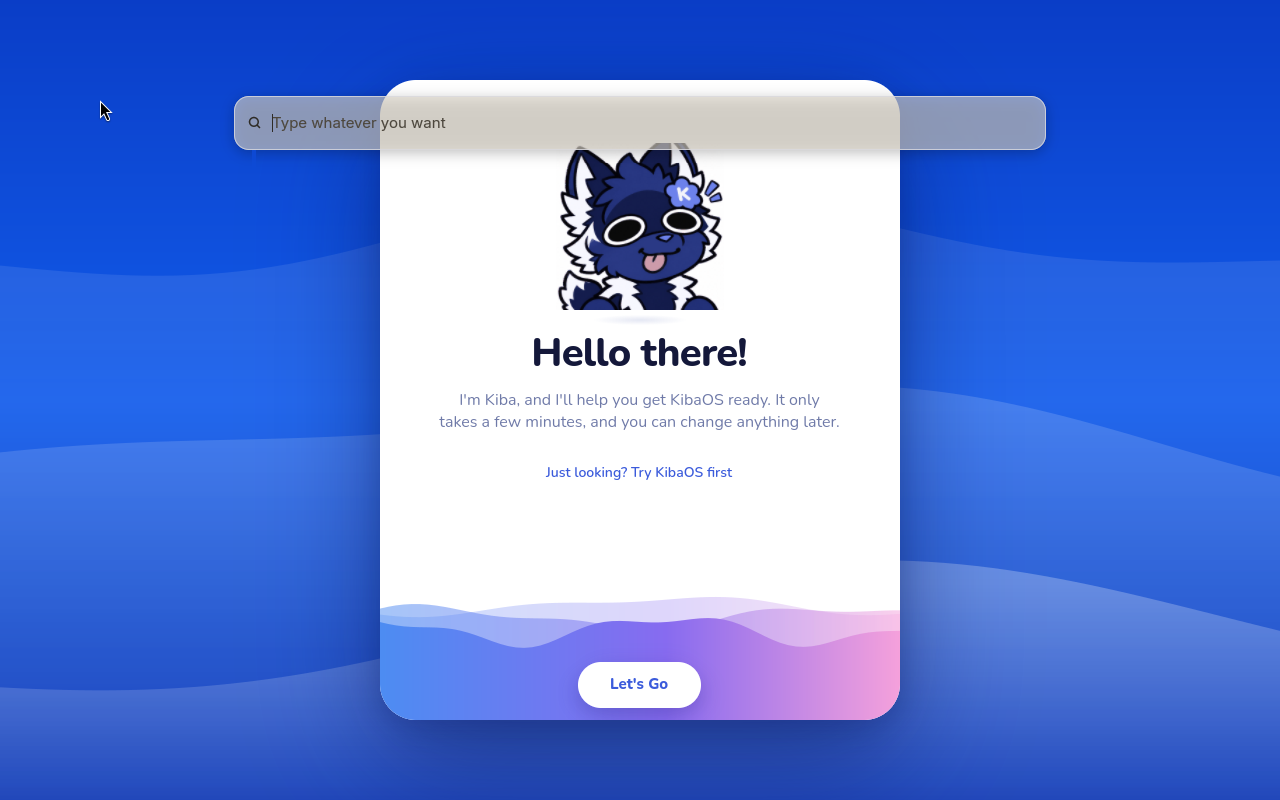 Type whatever you want
K
Hello there!
I'm Kiba, and I'll help you get KibaOS ready. It only
takes a few minutes, and you can change anything later.
Just looking? Try KibaOS first
Let's Go